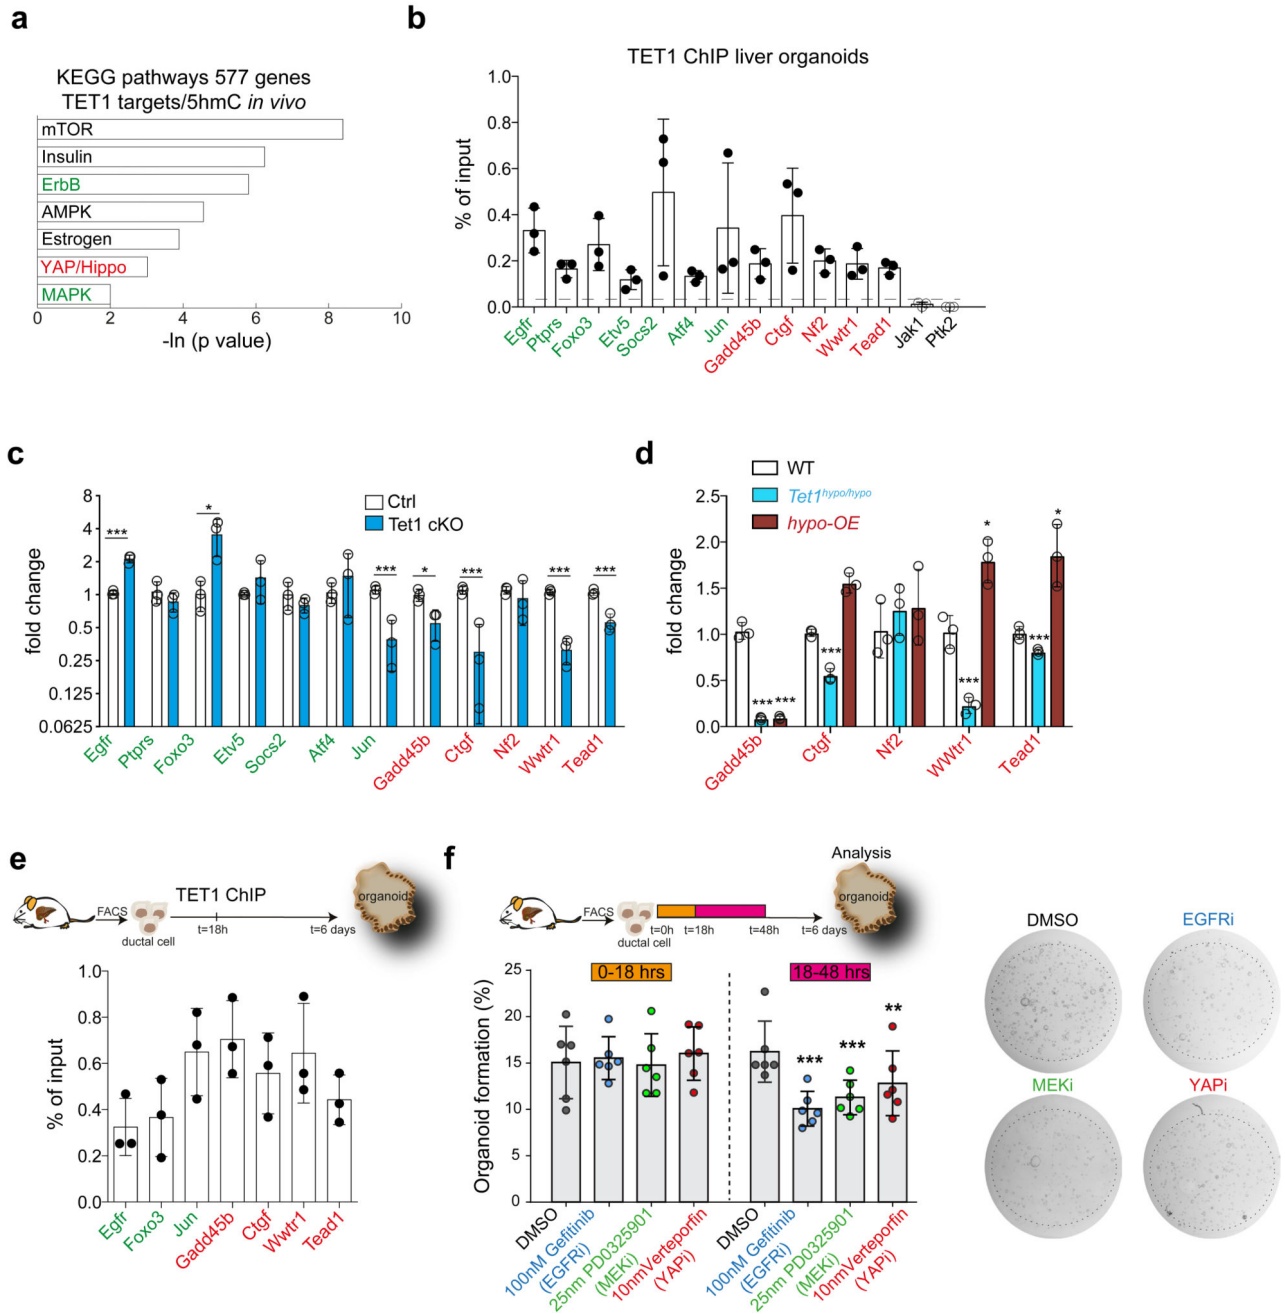 a
KEGG pathways 577 genes
TET1 targets/5hmC in vivo
mTOR
Insulin
ErbB
AMPK
Estrogen
YAP/Hippo
MAPK
0 2 4 6 8 10
-ln (p value)
b
TET1 ChIP liver organoids
% of input
1.0
0.8
0.6
0.4
0.2
0.0
Egfr
Ptprs
Foxo3
Etv5
Socs2
Atf4
Jun
Gadd45b
Ctgf
Nf2
Wwtr1
Tead1
Jak1
Ptk2
c
Ctrl
Tet1 cKO
fold change
8
4
2
1
0.5
0.25
0.125
0.0625
*** * *** * *** *** ***
Egfr
Ptprs
Foxo3
Etv5
Socs2
Atf4
Jun
Gadd45b
Ctgf
Nf2
Wwtr1
Tead1
d
WT
Tet1hypo/hypo
hypo-OE
fold change
2.5
2.0
1.5
1.0
0.5
0.0
*** *** *** *** * *** *
Gadd45b
Ctgf
Nf2
WWtr1
Tead1
e
TET1 ChIP
FACS
ductal cell
t=18h
t=6 days
organoid
% of input
1.0
0.8
0.6
0.4
0.2
0.0
Egfr
Foxo3
Jun
Gadd45b
Ctgf
Wwtr1
Tead1
f
Analysis
FACS
ductal cell
t=0h
t=18h
t=48h
t=6 days
organoid
0-18 hrs
18-48 hrs
Organoid formation (%)
25
20
15
10
5
0
*** *** **
DMSO
100nM Gefitinib
(EGFRi)
25nm PD0325901
(MEKi)
10nmVerteporfin
(YAPi)
DMSO
100nM Gefitinib
(EGFRi)
25nm PD0325901
(MEKi)
10nmVerteporfin
(YAPi)
DMSO
EGFRi
MEKi
YAPi